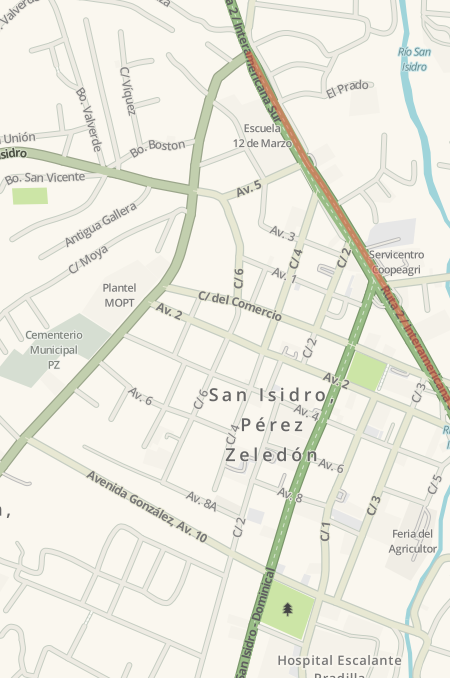 Bo. Valverde
C/ Víquez
Bo. Valverde
Ruta 2 / Interamericana Sur
Río San
Isidro
El Prado
Escuela
12 de Marzo
Unión
Isidro
Bo. Boston
Bo. San Vicente
Av. 5
Antigua Gallera
C/ Moya
Av. 3
C/ 4
C/ 2
Servicentro
Coopeagri
Av. 1
C/ 6
Plantel
MOPT
C/ del Comercio
Ruta 2 / Interamericana
Av. 2
Cementerio
Municipal
PZ
C/ 2
Av. 2
San Isidro,
Pérez
Zeledón
C/ 3
Av. 6
C/ 6
Av. 4
C/ 4
Av. 6
C/ 5
Av. 8A
Av. 8
C/ 3
Avenida González, Av. 10
C/ 2
C/ 1
Feria del
Agricultor
San Isidro - Dominical
Hospital Escalante
Pradilla